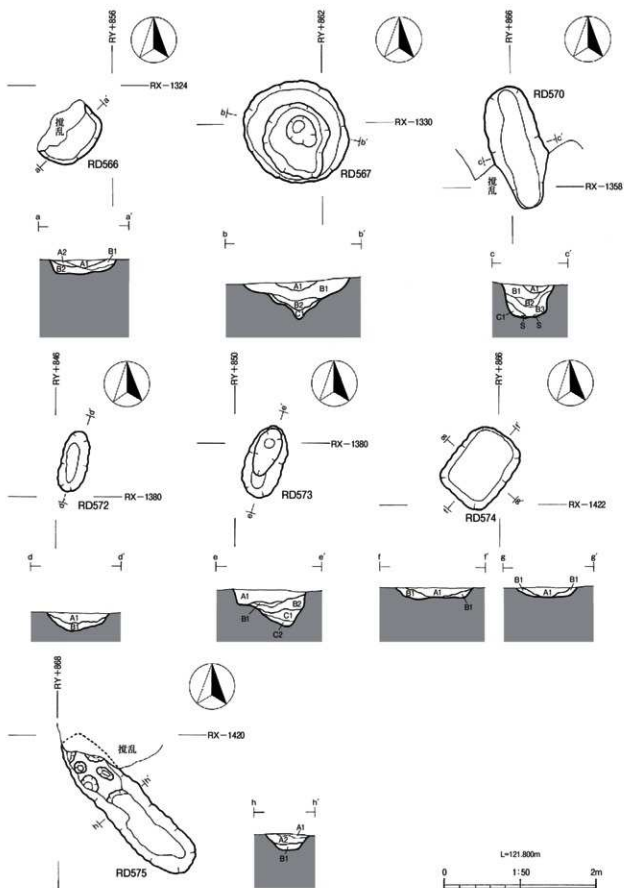 RY+856
RX-1324
攪乱
a
a′
RD566
a
a′
A2
A1
B1
B2
RY+862
b
b′
RX-1330
RD567
b
b′
A1
B1
B2
RY+866
RD570
c
c′
攪乱
RX-1358
c
c′
B1
A1
B2
B3
C1
S
S
RY+846
d′
d
RX-1380
RD572
d
d′
A1
B1
RY+850
e′
RX-1380
RD573
e
e
e′
A1
B1
B2
C1
C2
RY+866
g
f′
f
g′
RX-1422
RD574
f
f′
A1
B1
B1
g
g′
B1
B1
A1
RY+868
RX-1420
攪乱
h′
h
RD575
h
h′
A1
A2
B1
L=121.800m
0
1:50
2m